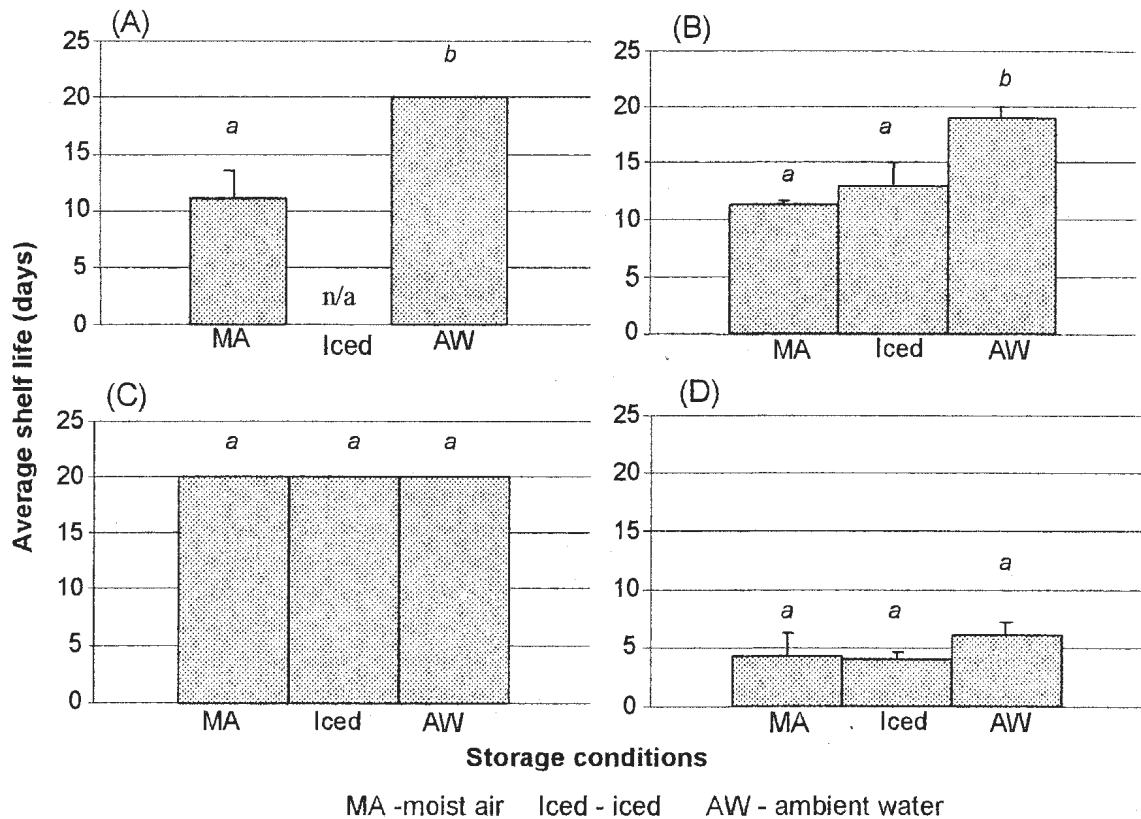 (A)
25
20
15
10
5
0
a
b
n/a
MA Iced AW
(B)
25
20
15
10
5
0
a a b
MA Iced AW
(C)
25
20
15
10
5
0
a a a
MA Iced AW
(D)
25
20
15
10
5
0
a a a
MA Iced AW
Average shelf life (days)
Storage conditions
MA -moist air Iced - iced AW - ambient water